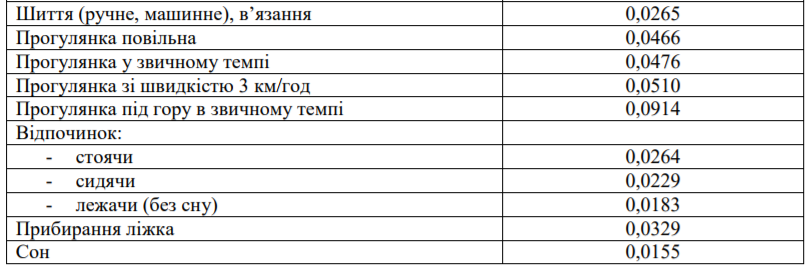 Шиття (ручне, машинне), в’язання 0,0265
Прогулянка повільна 0,0466
Прогулянка у звичному темпі 0,0476
Прогулянка зі швидкістю 3 км/год 0,0510
Прогулянка під гору в звичному темпі 0,0914
Відпочинок:
- стоячи 0,0264
- сидячи 0,0229
- лежачи (без сну) 0,0183
Прибирання ліжка 0,0329
Сон 0,0155